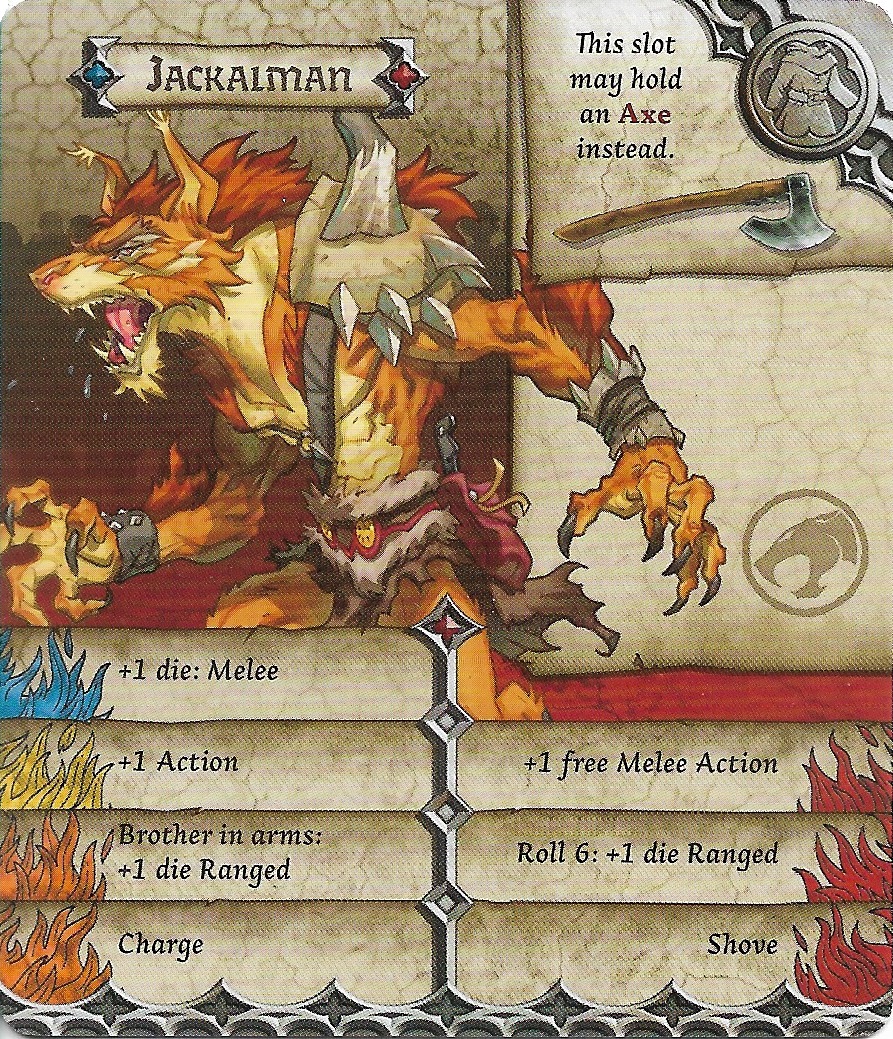 Jackalman
This slot
may hold
an Axe
instead.
+1 die: Melee
+1 Action
Brother in arms:
+1 die Ranged
Charge
+1 free Melee Action
Roll 6: +1 die Ranged
Shove